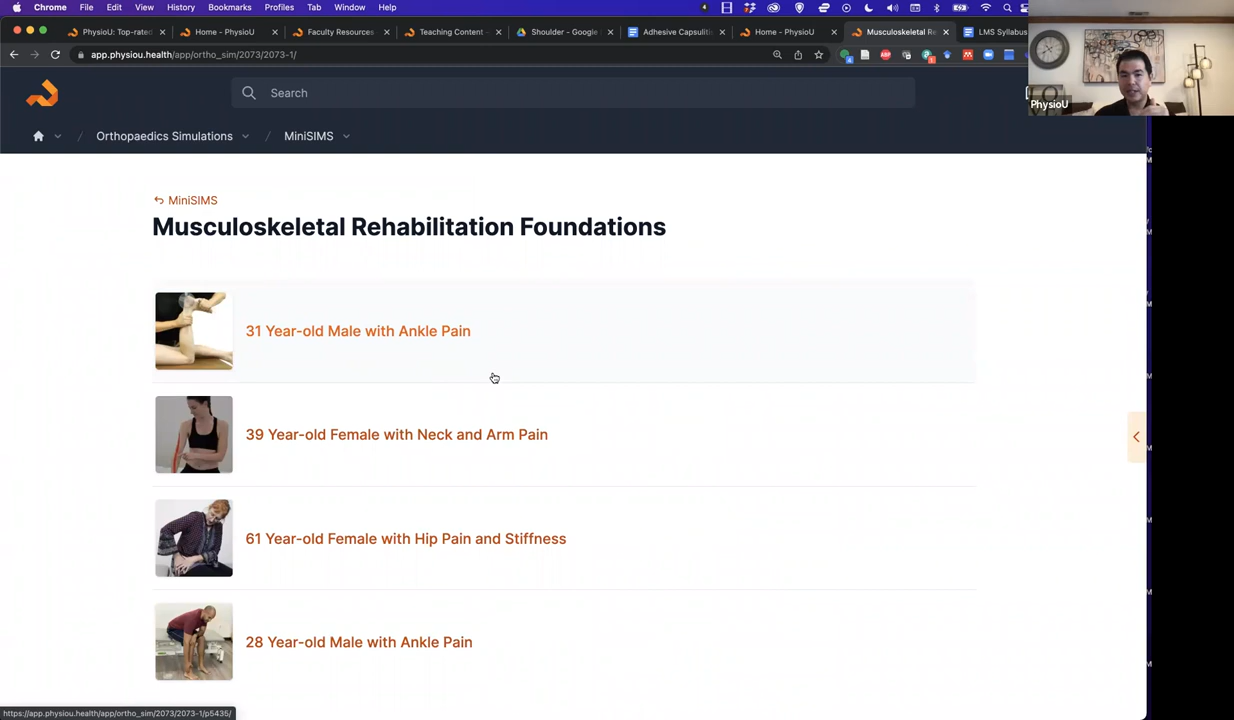 Chrome File Edit View History Bookmarks Profiles Tab Window Help
PhysioU: Top-rated
Home - PhysioU
Faculty Resources
Teaching Content -
Shoulder - Google
Adhesive Capsulitis
Home - PhysioU
Musculoskeletal Re
LMS Syllabus
app.physiou.health/app/ortho_sim/2073/2073-1/
Search
PhysioU
Orthopaedics Simulations / MiniSIMS
MiniSIMS
Musculoskeletal Rehabilitation Foundations
31 Year-old Male with Ankle Pain
39 Year-old Female with Neck and Arm Pain
61 Year-old Female with Hip Pain and Stiffness
28 Year-old Male with Ankle Pain
https://app.physiou.health/app/ortho_sim/2073/2073-1/p5435/